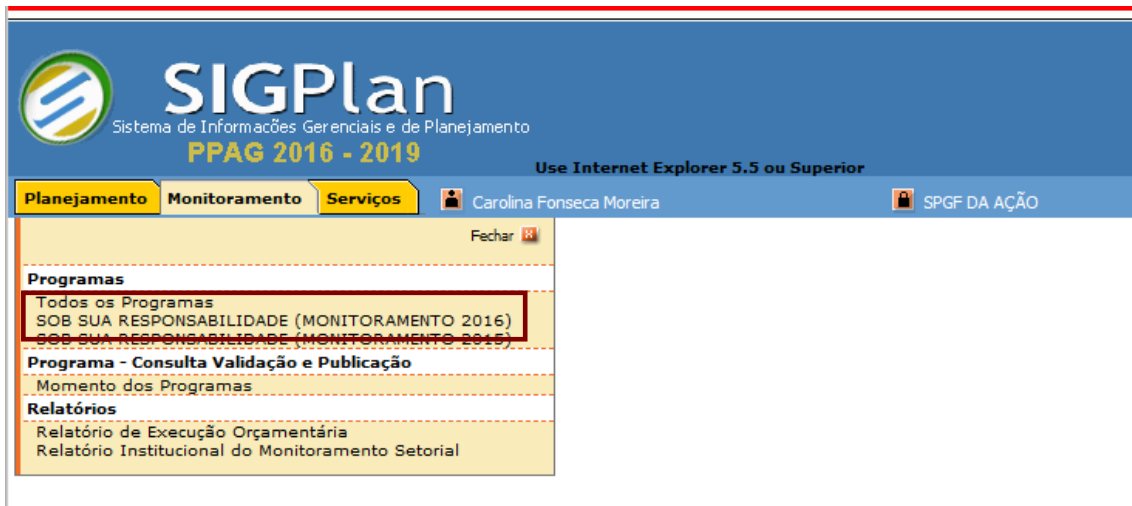 SIGPlan
Sistema de Informacões Gerenciais e de Planejamento
PPAG 2016 - 2019
Use Internet Explorer 5.5 ou Superior
Planejamento Monitoramento Serviços Carolina Fonseca Moreira SPGF DA AÇÃO
Fechar
Programas
Todos os Programas
SOB SUA RESPONSABILIDADE (MONITORAMENTO 2016)
SOB SUA RESPONSABILIDADE (MONITORAMENTO 2015)
Programa - Consulta Validação e Publicação
Momento dos Programas
Relatórios
Relatório de Execução Orçamentária
Relatório Institucional do Monitoramento Setorial